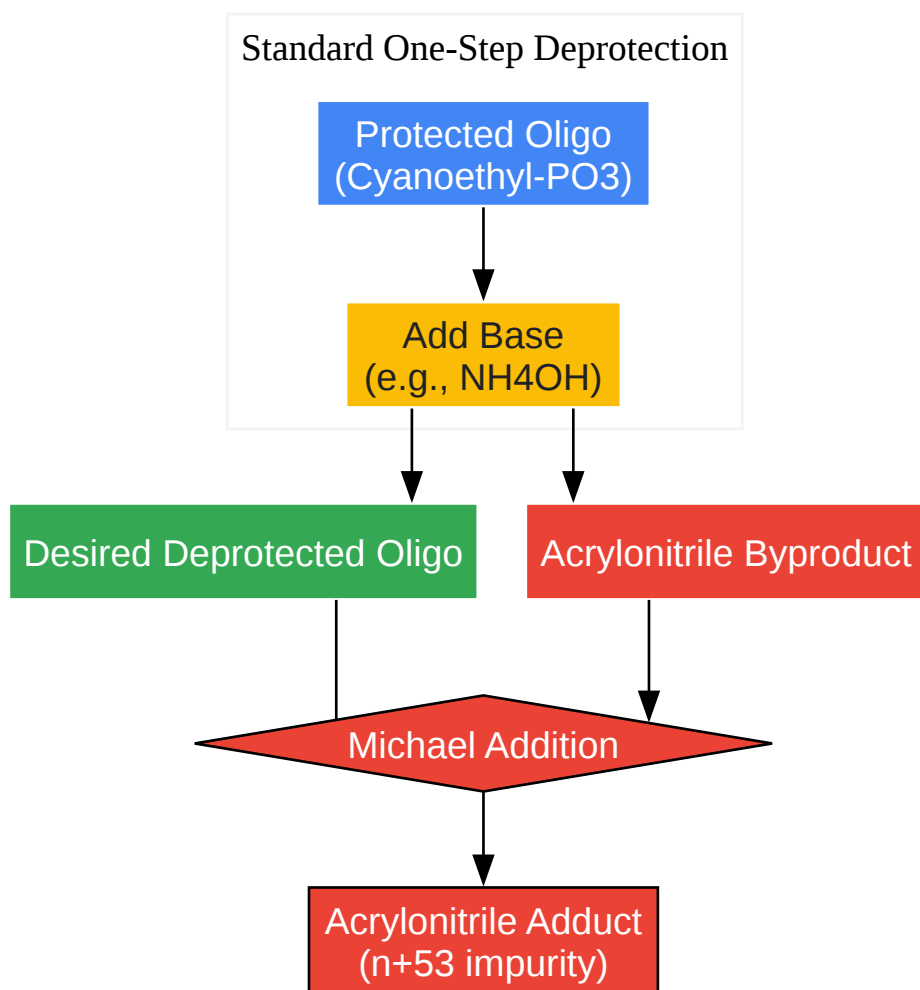 Standard One-Step Deprotection
Protected Oligo
(Cyanoethyl-PO3)
Add Base
(e.g., NH4OH)
Desired Deprotected Oligo
Acrylonitrile Byproduct
Michael Addition
Acrylonitrile Adduct
(n+53 impurity)